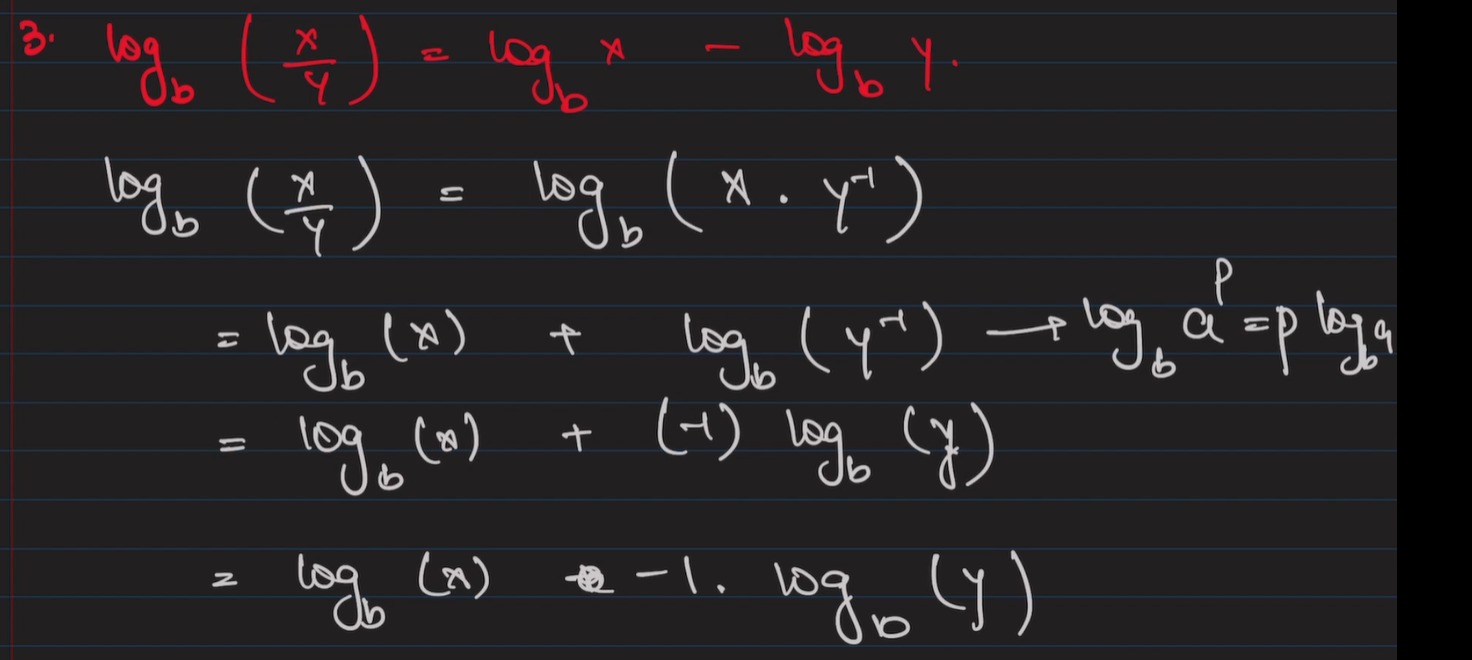 3. log_b (x/y) = log_b x - log_b y.
log_b (x/y) = log_b (x . y⁻¹)
= log_b (x) + log_b (y⁻¹) → log_b a^p = p log_b a
= log_b (x) + (-1) log_b (y)
= log_b (x) -1. log_b (y)